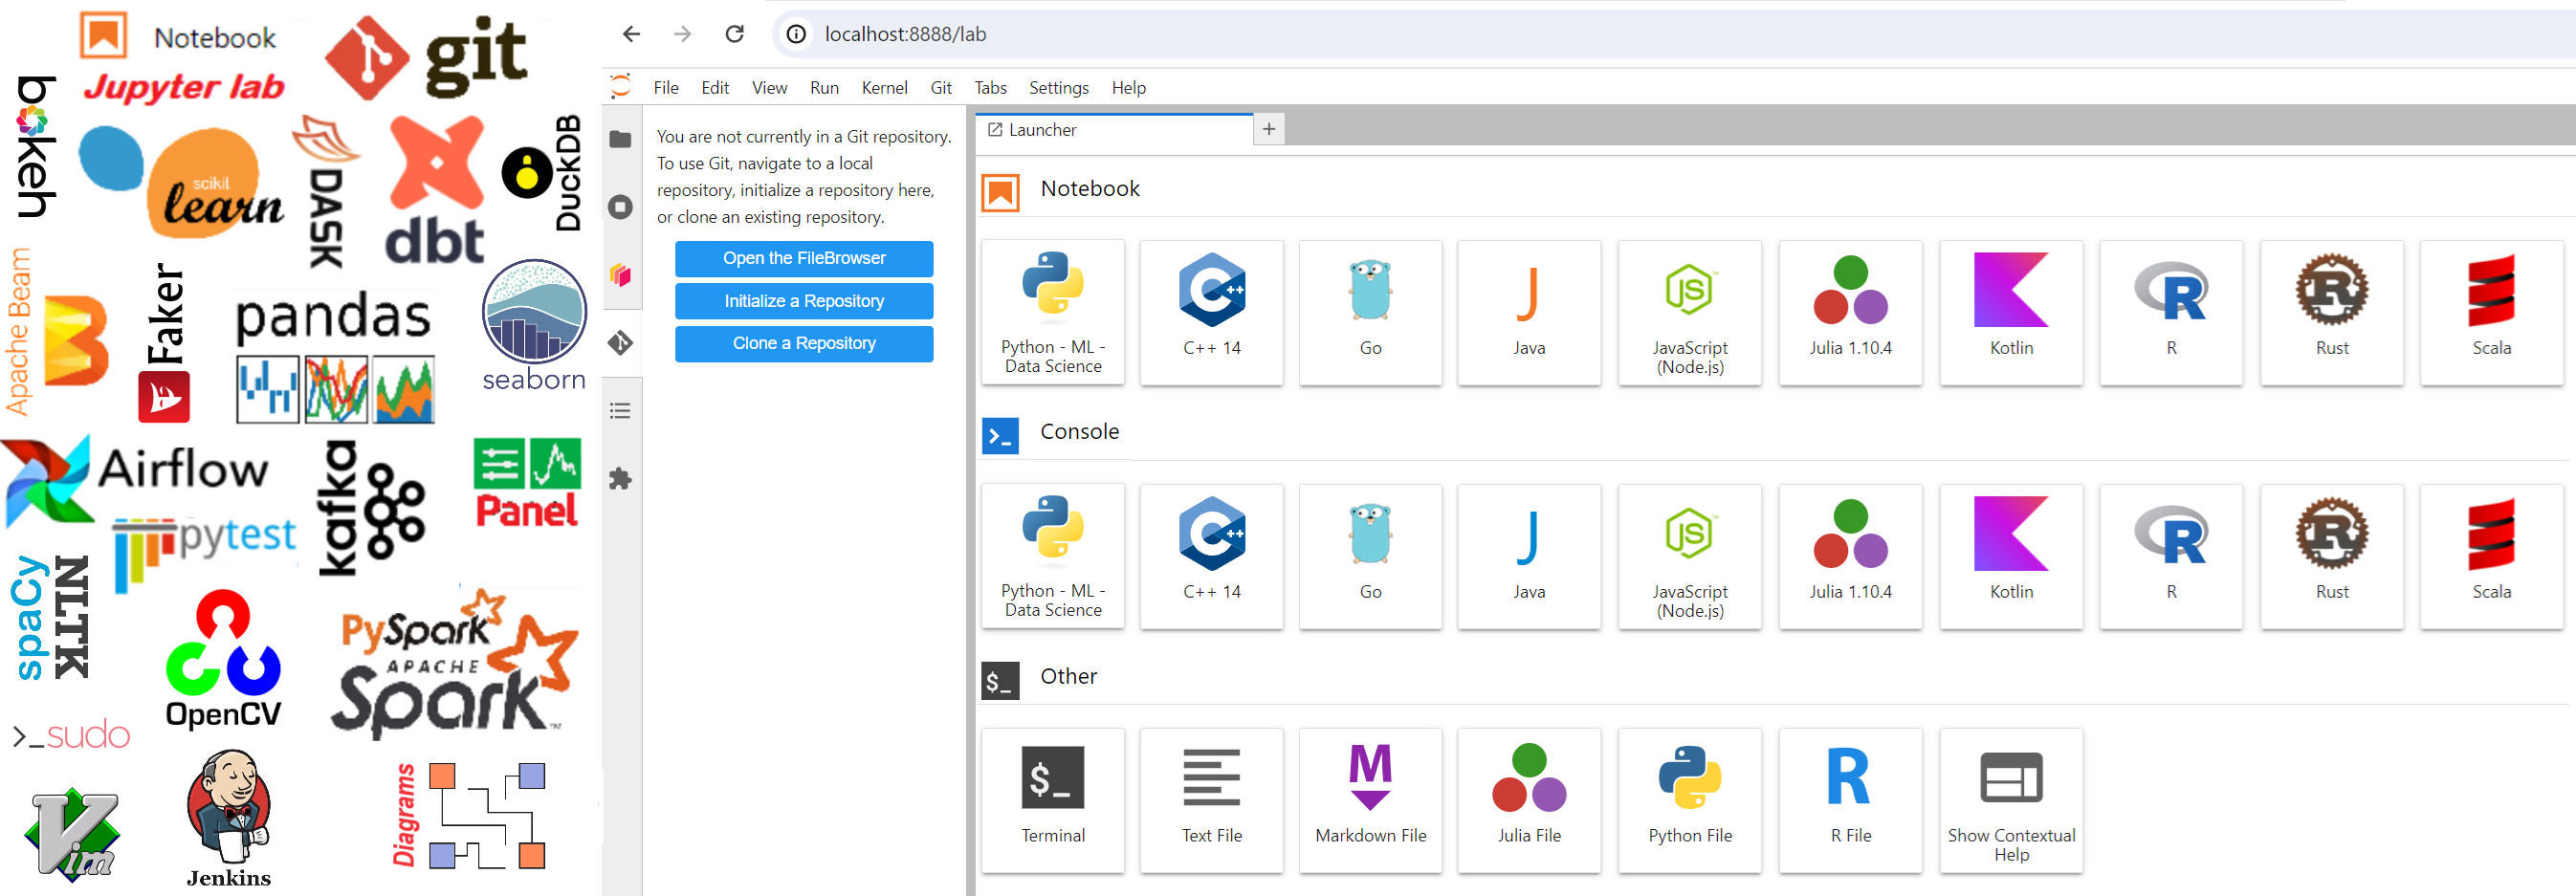 Notebook
Jupyter lab
git
bokeh
scikit
learn
DASK
dbt
DuckDB
Apache Beam
Faker
pandas
seaborn
Airflow
kafka
Panel
pytest
spaCy
NLTK
OpenCV
PySpark
APACHE
Spark™
>_sudo
Vim
Jenkins
Diagrams
localhost:8888/lab
File Edit View Run Kernel Git Tabs Settings Help
You are not currently in a Git repository.
To use Git, navigate to a local
repository, initialize a repository here,
or clone an existing repository.
Open the FileBrowser
Initialize a Repository
Clone a Repository
Launcher +
Notebook
C++
J
JS™
R
R
Python - ML -
Data Science
C++ 14
Go
Java
JavaScript
(Node.js)
Julia 1.10.4
Kotlin
R
Rust
Scala
>_ Console
C++
J
JS™
R
R
Python - ML -
Data Science
C++ 14
Go
Java
JavaScript
(Node.js)
Julia 1.10.4
Kotlin
R
Rust
Scala
$_ Other
$_
M
R
Terminal
Text File
Markdown File
Julia File
Python File
R File
Show Contextual
Help